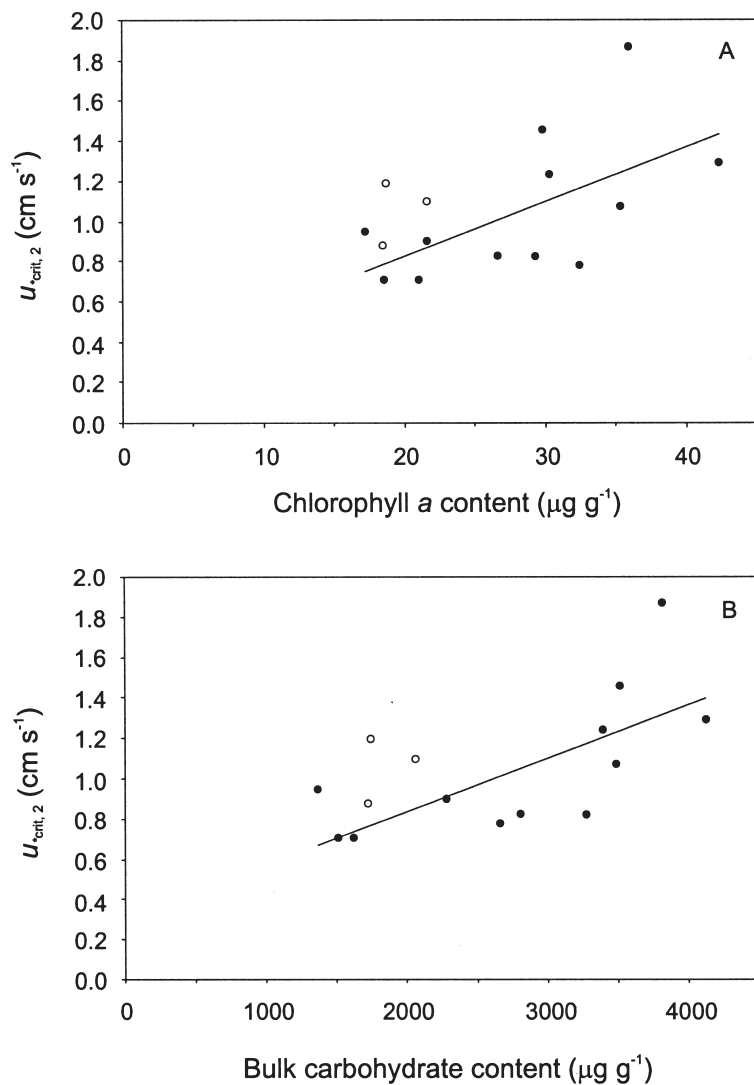 2.0
A
1.8
1.6
1.4
1.2
1.0
0.8
0.6
0.4
0.2
0.0
u*crit, 2 (cm s-1)
0 10 20 30 40
Chlorophyll a content (μg g-1)
2.0
B
1.8
1.6
1.4
1.2
1.0
0.8
0.6
0.4
0.2
0.0
u*crit, 2 (cm s-1)
0 1000 2000 3000 4000
Bulk carbohydrate content (μg g-1)